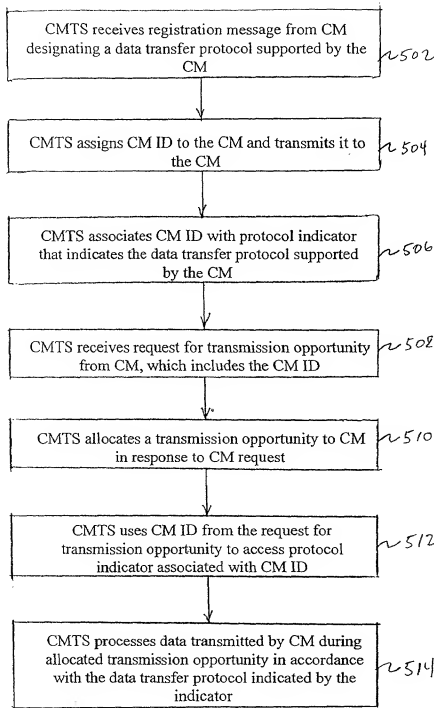 CMTS receives registration message from CM
designating a data transfer protocol supported by the
CM
502
CMTS assigns CM ID to the CM and transmits it to
the CM
504
CMTS associates CM ID with protocol indicator
that indicates the data transfer protocol supported
by the CM
506
CMTS receives request for transmission opportunity
from CM, which includes the CM ID
508
CMTS allocates a transmission opportunity to CM
in response to CM request
510
CMTS uses CM ID from the request for
transmission opportunity to access protocol
indicator associated with CM ID
512
CMTS processes data transmitted by CM during
allocated transmission opportunity in accordance
with the data transfer protocol indicated by the
indicator
514